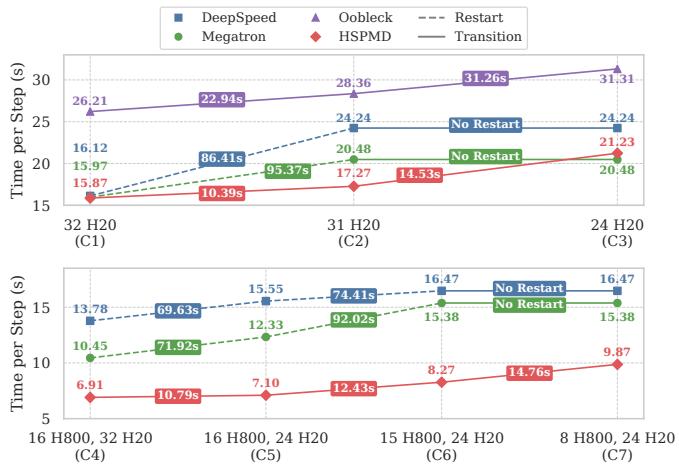 DeepSpeed Oobleck Restart
Megatron HSPMD Transition
Time per Step (s)
30
25
20
15
26.21
22.94s
28.36
31.26s
31.31
16.12
86.41s
24.24
No Restart
24.24
15.97
95.37s
20.48
No Restart
20.48
15.87
10.39s
17.27
14.53s
21.23
32 H20 31 H20 24 H20
(C1) (C2) (C3)
Time per Step (s)
15
10
5
13.78
69.63s
15.55
74.41s
16.47
No Restart
16.47
10.45
71.92s
12.33
92.02s
15.38
No Restart
15.38
6.91
10.79s
7.10
12.43s
8.27
14.76s
9.87
16 H800, 32 H20 16 H800, 24 H20 15 H800, 24 H20 8 H800, 24 H20
(C4) (C5) (C6) (C7)